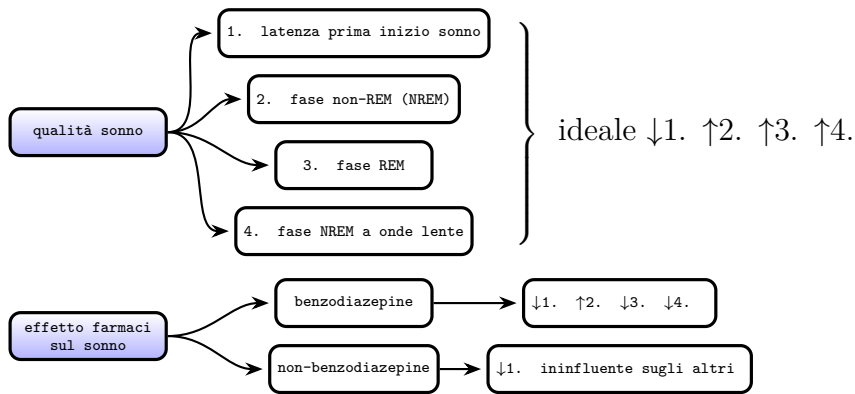 1. latenza prima inizio sonno
2. fase non-REM (NREM)
qualità sonno
ideale ↓1. ↑2. ↑3. ↑4.
3. fase REM
4. fase NREM a onde lente
benzodiazepine
↓1. ↑2. ↓3. ↓4.
effetto farmaci
sul sonno
non-benzodiazepine
↓1. ininfluente sugli altri